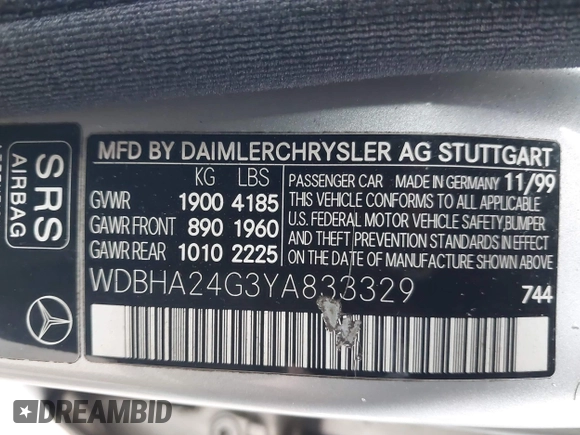 MFD BY DAIMLERCHRYSLER AG STUTTGART
KG LBS
GVWR 1900 4185
GAWR FRONT 890 1960
GAWR REAR 1010 2225
PASSENGER CAR MADE IN GERMANY 11/99
THIS VEHICLE CONFORMS TO ALL APPLICABLE
U.S. FEDERAL MOTOR VEHICLE SAFETY, BUMPER
AND THEFT PREVENTION STANDARDS IN EFFECT
ON THE DATE OF MANUFACTURE SHOWN ABOVE
WDBHA24G3YA833329
744
SRS
AIRBAG
DREAMBID